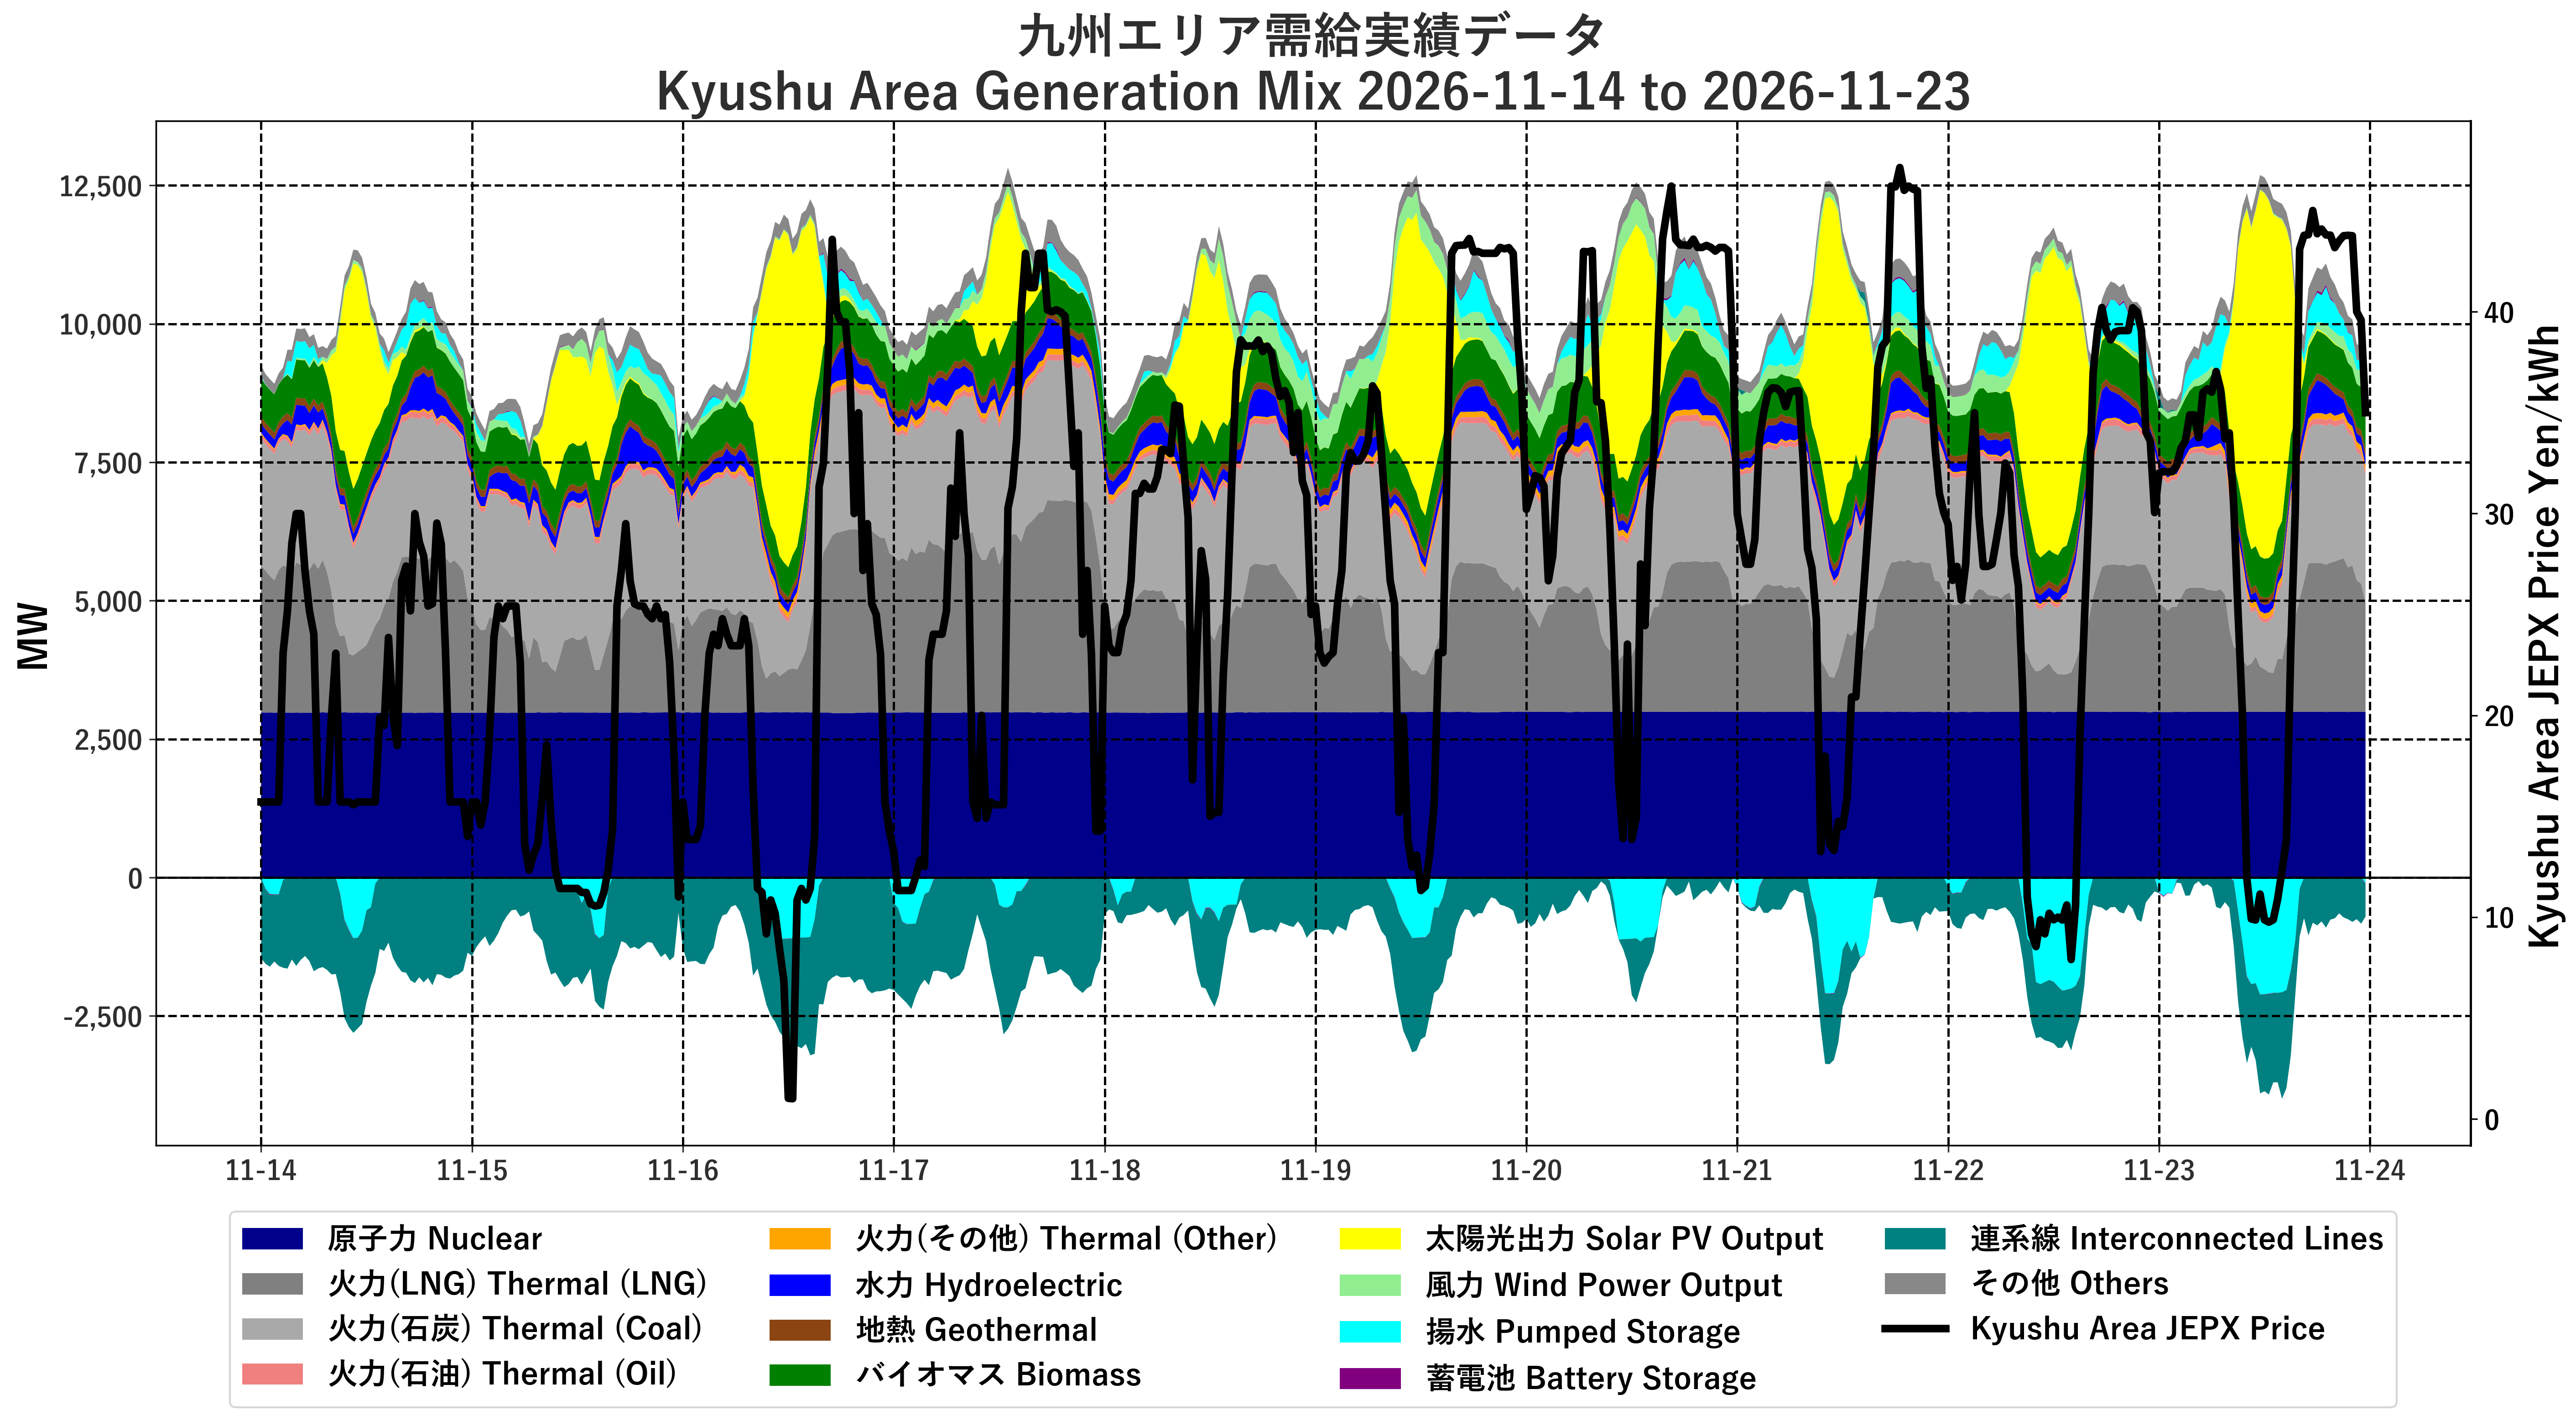 九州エリア需給実績データ
Kyushu Area Generation Mix 2026-11-14 to 2026-11-23
MW
12,500
10,000
7,500
5,000
2,500
0
-2,500
Kyushu Area JEPX Price Yen/kWh
40
30
20
10
0
11-14 11-15 11-16 11-17 11-18 11-19 11-20 11-21 11-22 11-23 11-24
原子力 Nuclear
火力(LNG) Thermal (LNG)
火力(石炭) Thermal (Coal)
火力(石油) Thermal (Oil)
火力(その他) Thermal (Other)
水力 Hydroelectric
地熱 Geothermal
バイオマス Biomass
太陽光出力 Solar PV Output
風力 Wind Power Output
揚水 Pumped Storage
蓄電池 Battery Storage
連系線 Interconnected Lines
その他 Others
Kyushu Area JEPX Price